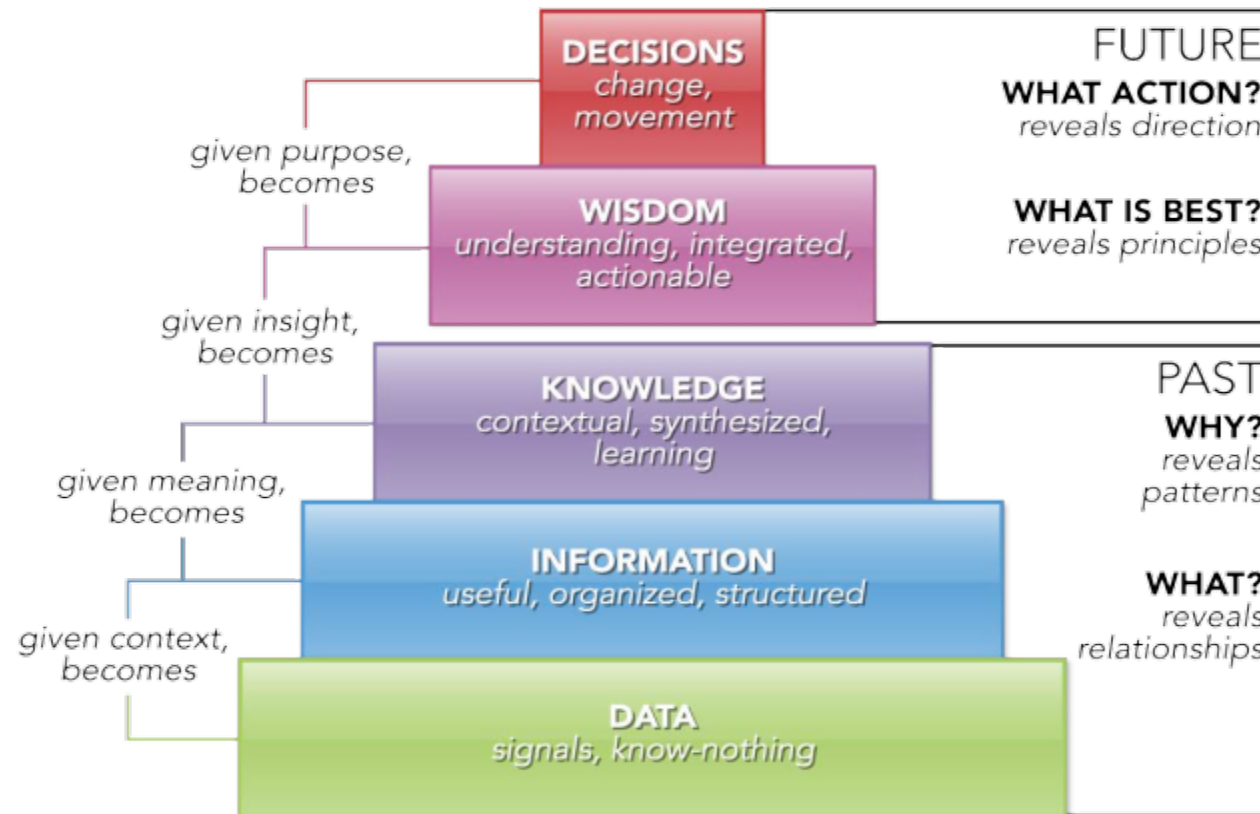 DECISIONS
change,
movement
given purpose,
becomes
WISDOM
understanding, integrated,
actionable
given insight,
becomes
KNOWLEDGE
contextual, synthesized,
learning
given meaning,
becomes
INFORMATION
useful, organized, structured
given context,
becomes
DATA
signals, know-nothing
FUTURE
WHAT ACTION?
reveals direction
WHAT IS BEST?
reveals principles
PAST
WHY?
reveals
patterns
WHAT?
reveals
relationships